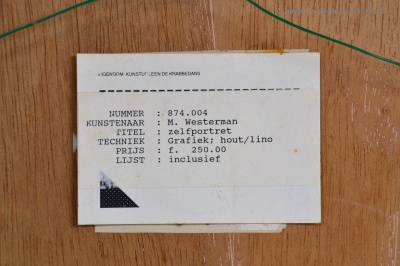 EIGENDOM: KUNSTUITLEEN DE KRABBEDANS
NUMMER : 874.004
KUNSTENAAR : M. Westerman
TITEL : zelfportret
TECHNIEK : Grafiek; hout/lino
PRIJS : f. 250.00
LIJST : inclusief